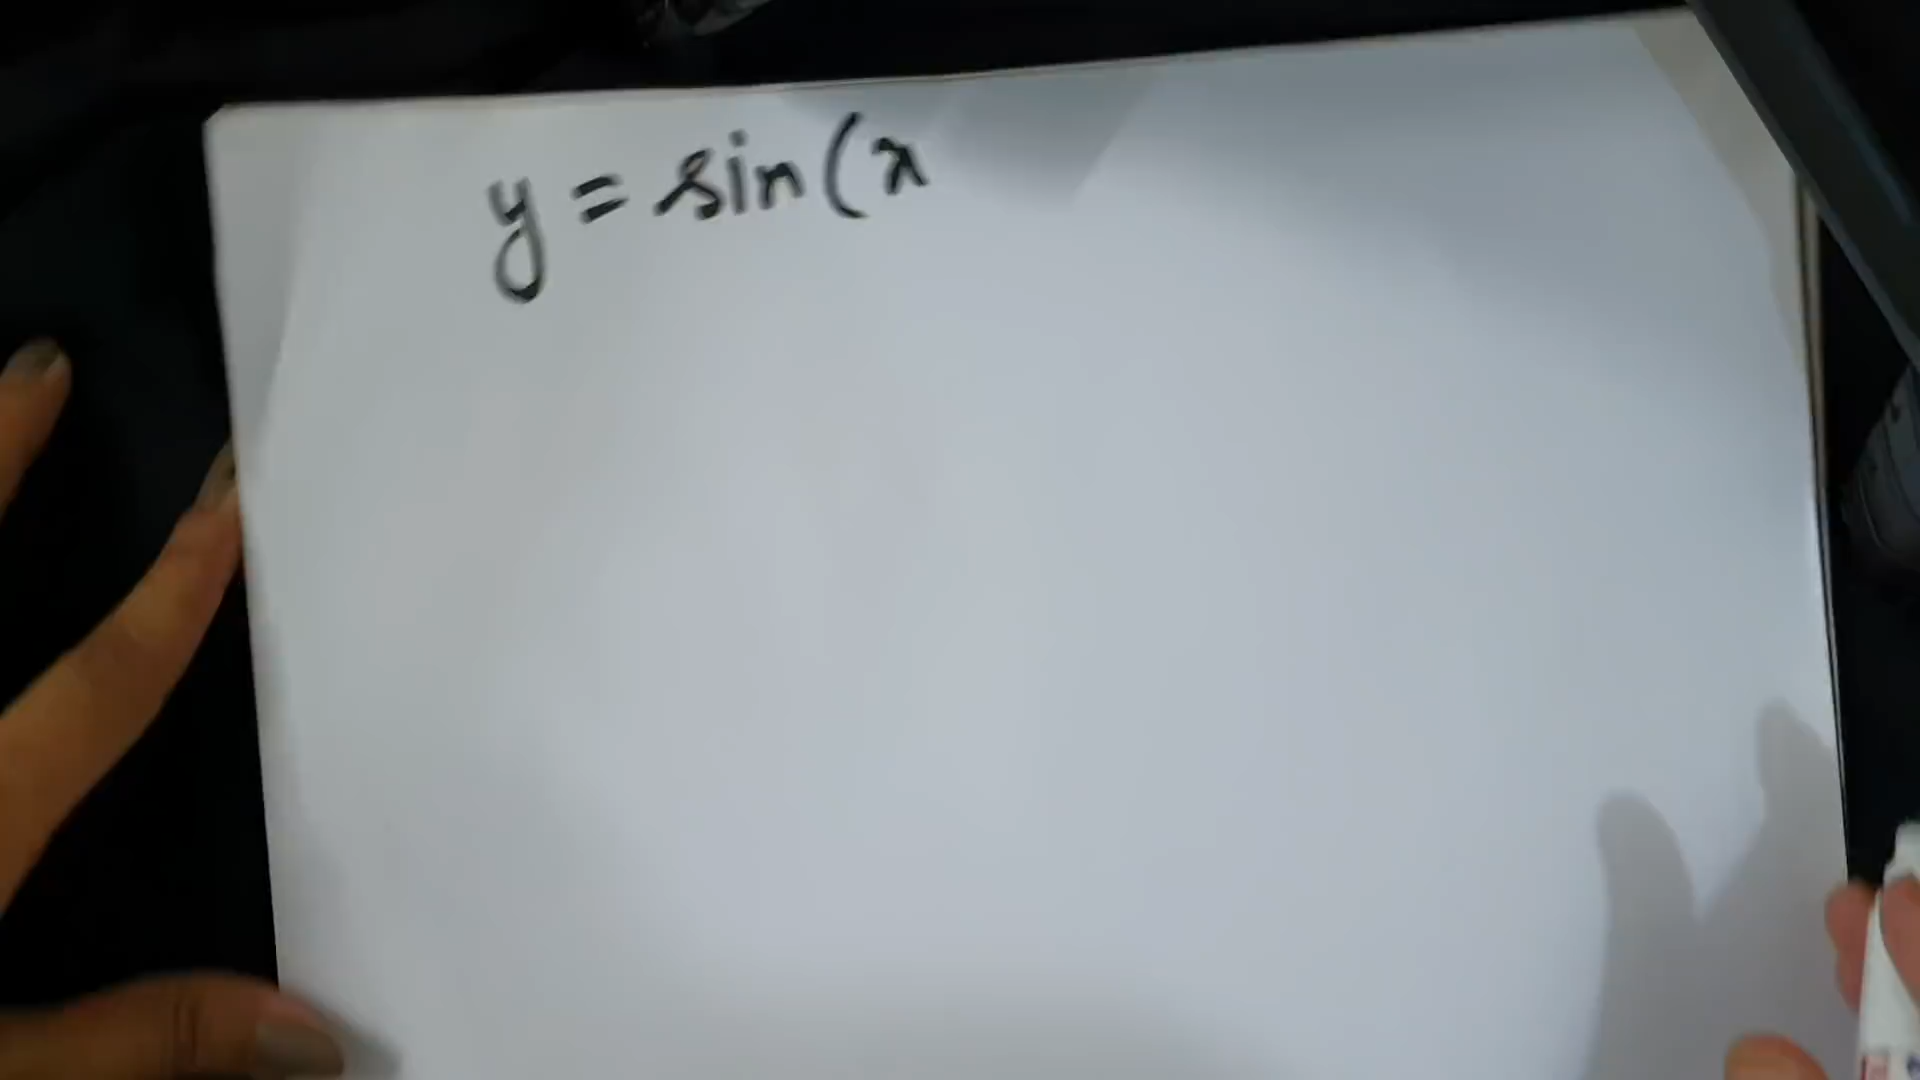 y = sin(x